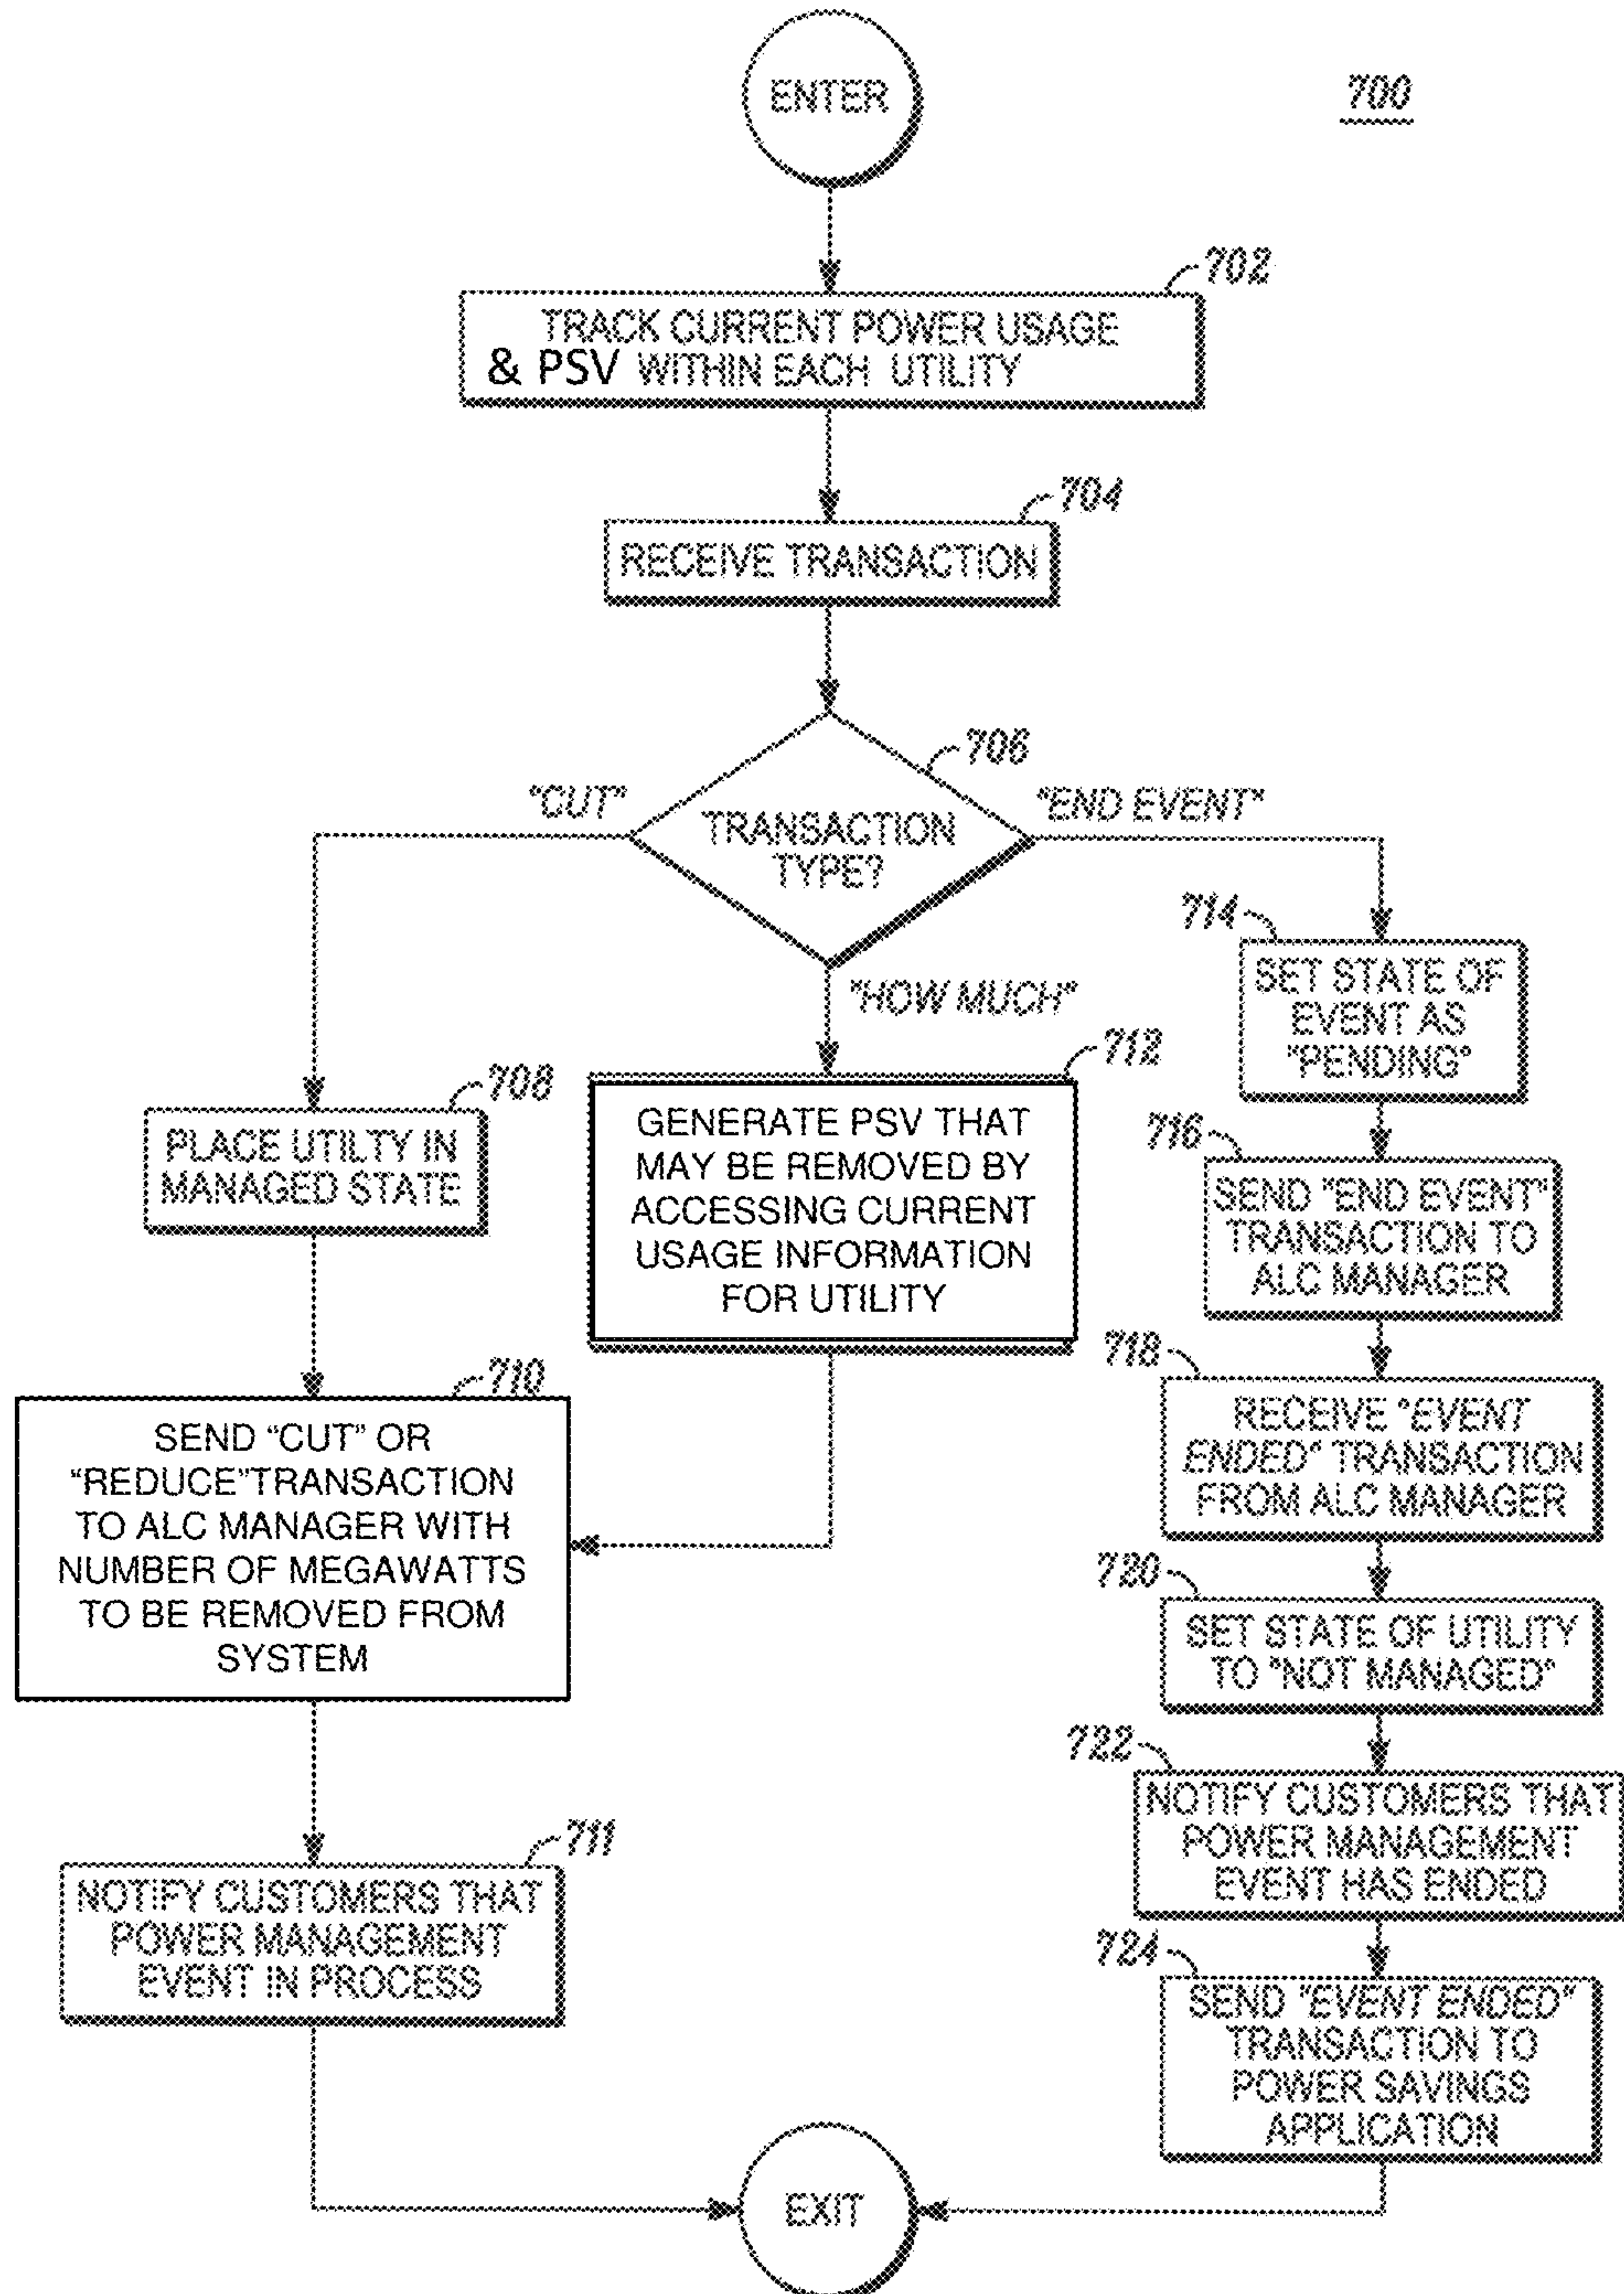 ENTER
700
702
TRACK CURRENT POWER USAGE
& PSV WITHIN EACH UTILITY
704
RECEIVE TRANSACTION
706
TRANSACTION
TYPE?
"CUT"
"HOW MUCH"
"END EVENT"
708
PLACE UTILTY IN
MANAGED STATE
710
SEND "CUT" OR
"REDUCE"TRANSACTION
TO ALC MANAGER WITH
NUMBER OF MEGAWATTS
TO BE REMOVED FROM
SYSTEM
711
NOTIFY CUSTOMERS THAT
POWER MANAGEMENT
EVENT IN PROCESS
712
GENERATE PSV THAT
MAY BE REMOVED BY
ACCESSING CURRENT
USAGE INFORMATION
FOR UTILITY
714
SET STATE OF
EVENT AS
"PENDING"
716
SEND "END EVENT"
TRANSACTION TO
ALC MANAGER
718
RECEIVE "EVENT
ENDED" TRANSACTION
FROM ALC MANAGER
720
SET STATE OF UTILITY
TO "NOT MANAGED"
722
NOTIFY CUSTOMERS THAT
POWER MANAGEMENT
EVENT HAS ENDED
724
SEND "EVENT ENDED"
TRANSACTION TO
POWER SAVINGS
APPLICATION
EXIT